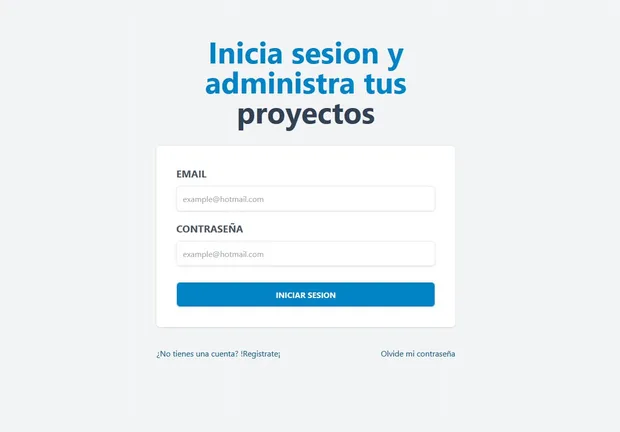 Inicia sesion y
administra tus
proyectos
EMAIL
example@hotmail.com
CONTRASEÑA
example@hotmail.com
INICIAR SESION
¿No tienes una cuenta? !Registrate¡
Olvide mi contraseña